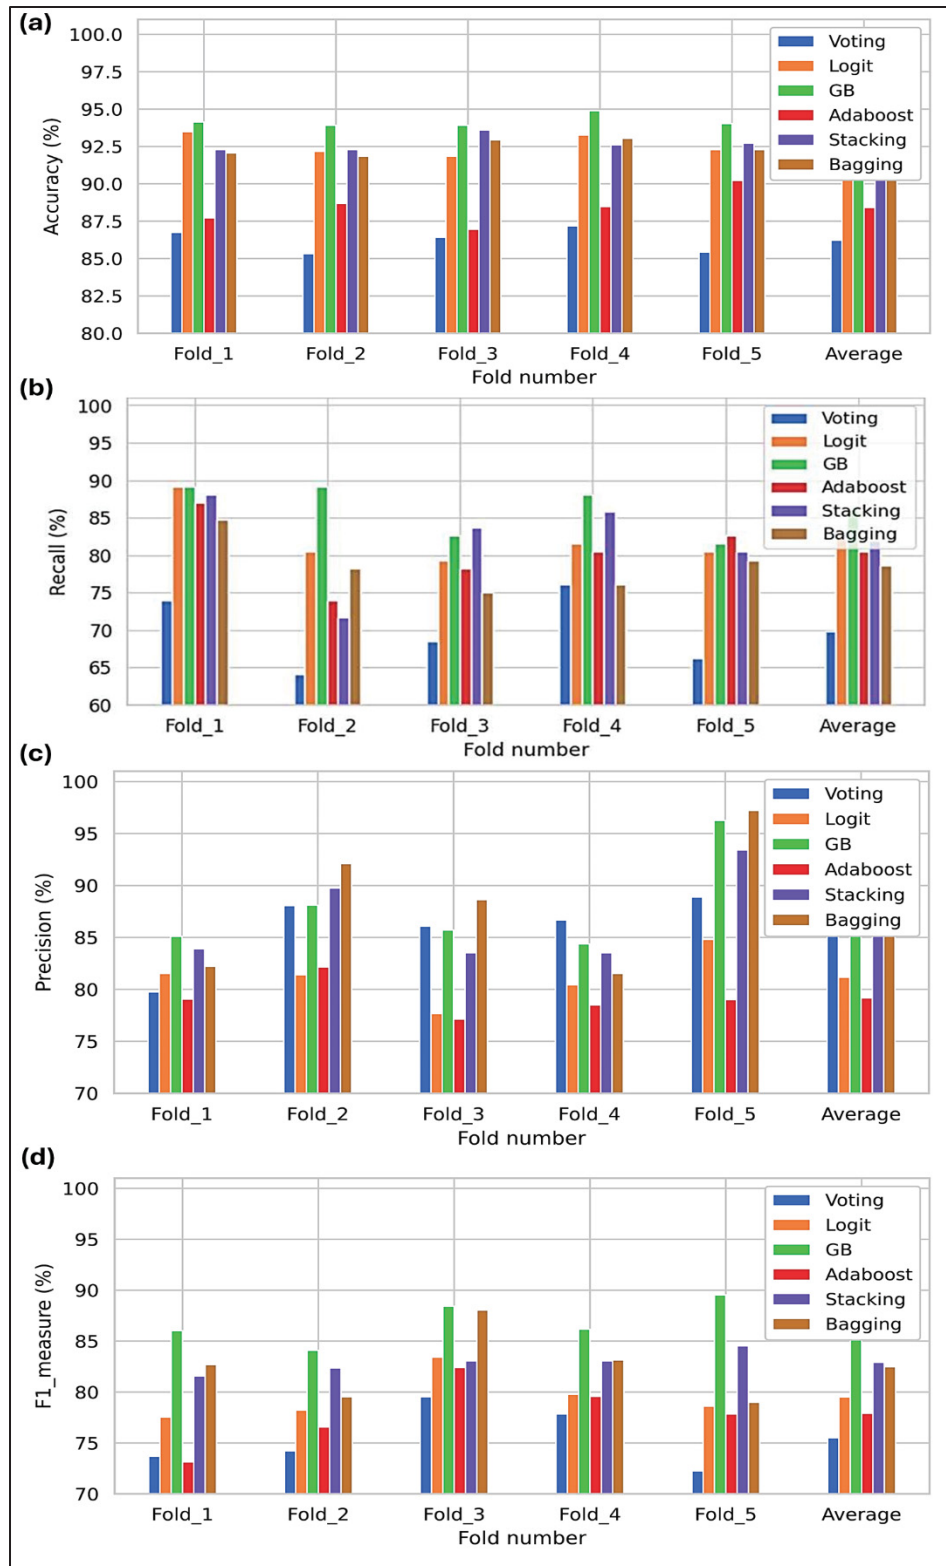 (a)
100.0
97.5
95.0
92.5
90.0
87.5
85.0
82.5
80.0
Accuracy (%)
Voting
Logit
GB
Adaboost
Stacking
Bagging
Fold_1 Fold_2 Fold_3 Fold_4 Fold_5 Average
Fold number
(b)
100
95
90
85
80
75
70
65
60
Recall (%)
Voting
Logit
GB
Adaboost
Stacking
Bagging
Fold_1 Fold_2 Fold_3 Fold_4 Fold_5 Average
Fold number
(c)
100
95
90
85
80
75
70
Precision (%)
Voting
Logit
GB
Adaboost
Stacking
Bagging
Fold_1 Fold_2 Fold_3 Fold_4 Fold_5 Average
Fold number
(d)
100
95
90
85
80
75
70
F1_measure (%)
Voting
Logit
GB
Adaboost
Stacking
Bagging
Fold_1 Fold_2 Fold_3 Fold_4 Fold_5 Average
Fold number